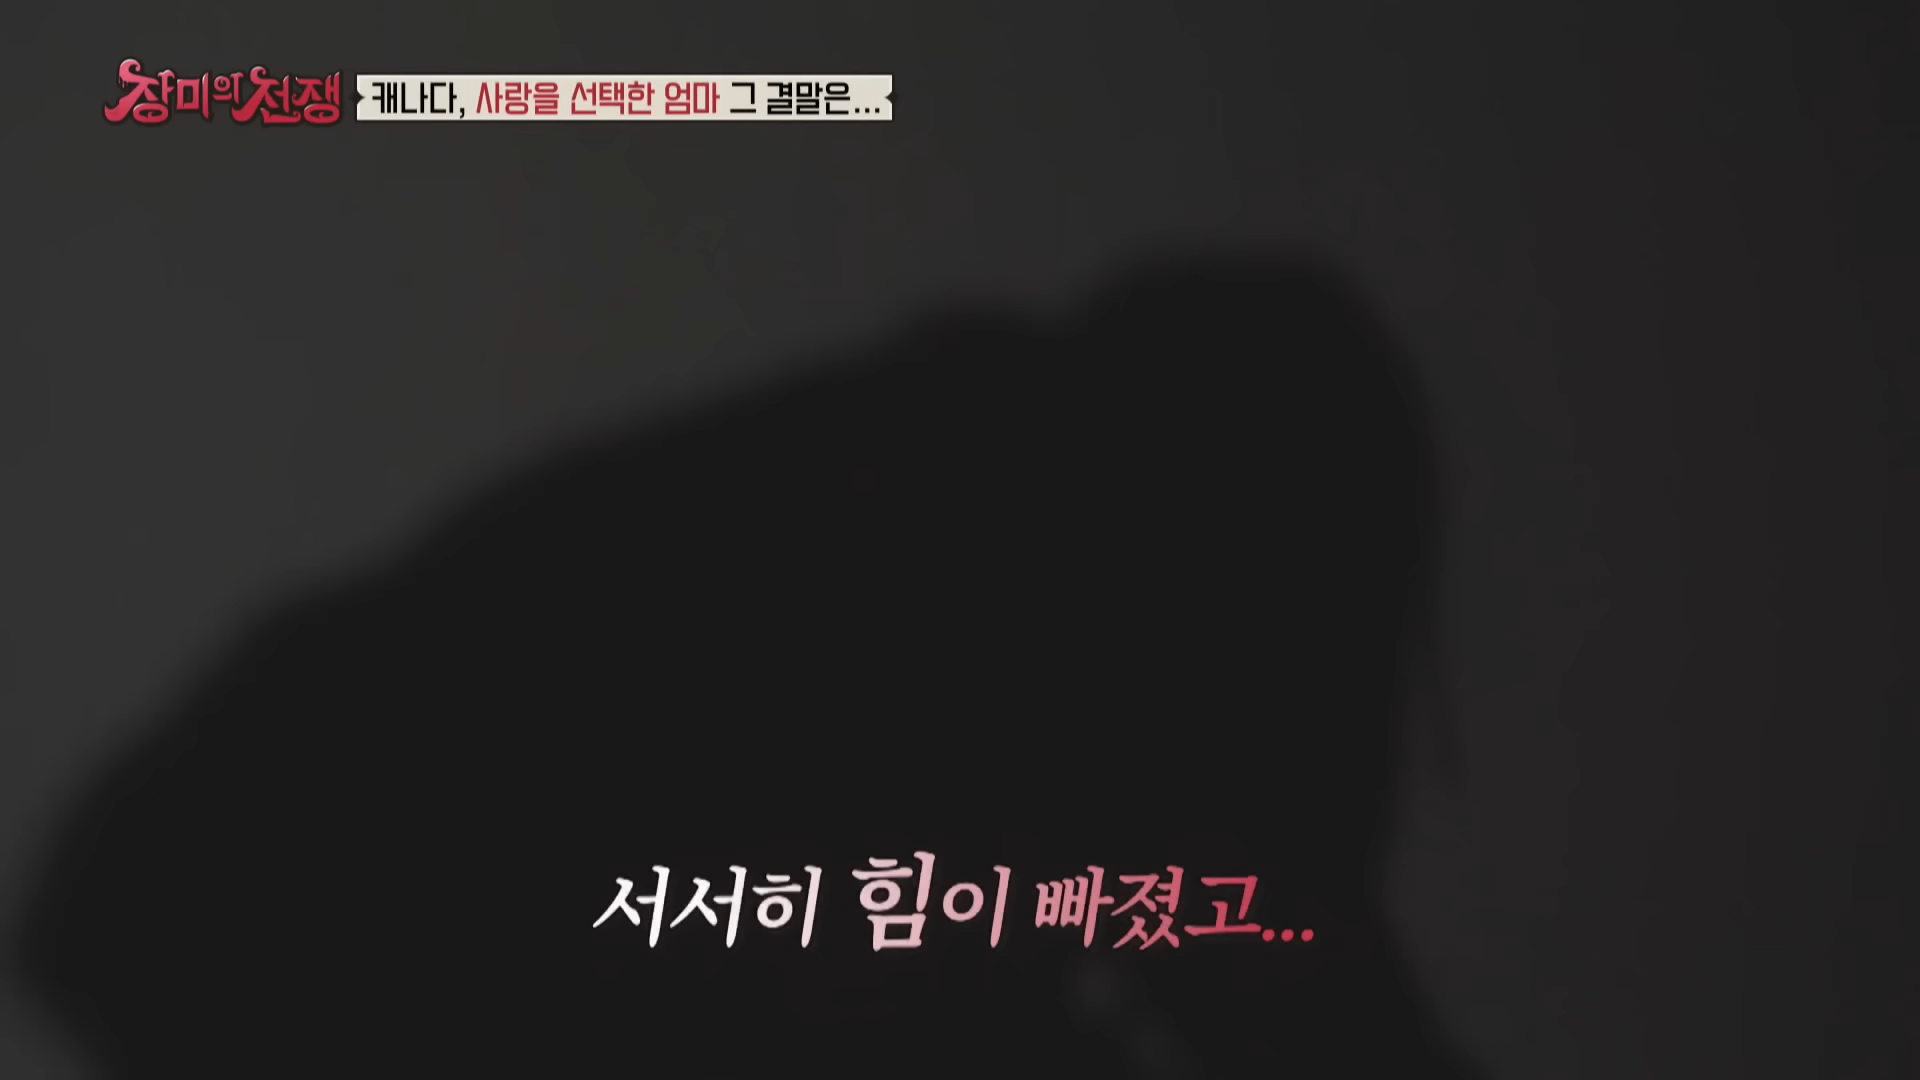 장미의 전쟁
캐나다, 사랑을 선택한 엄마 그 결말은...
서서히 힘이 빠졌고...